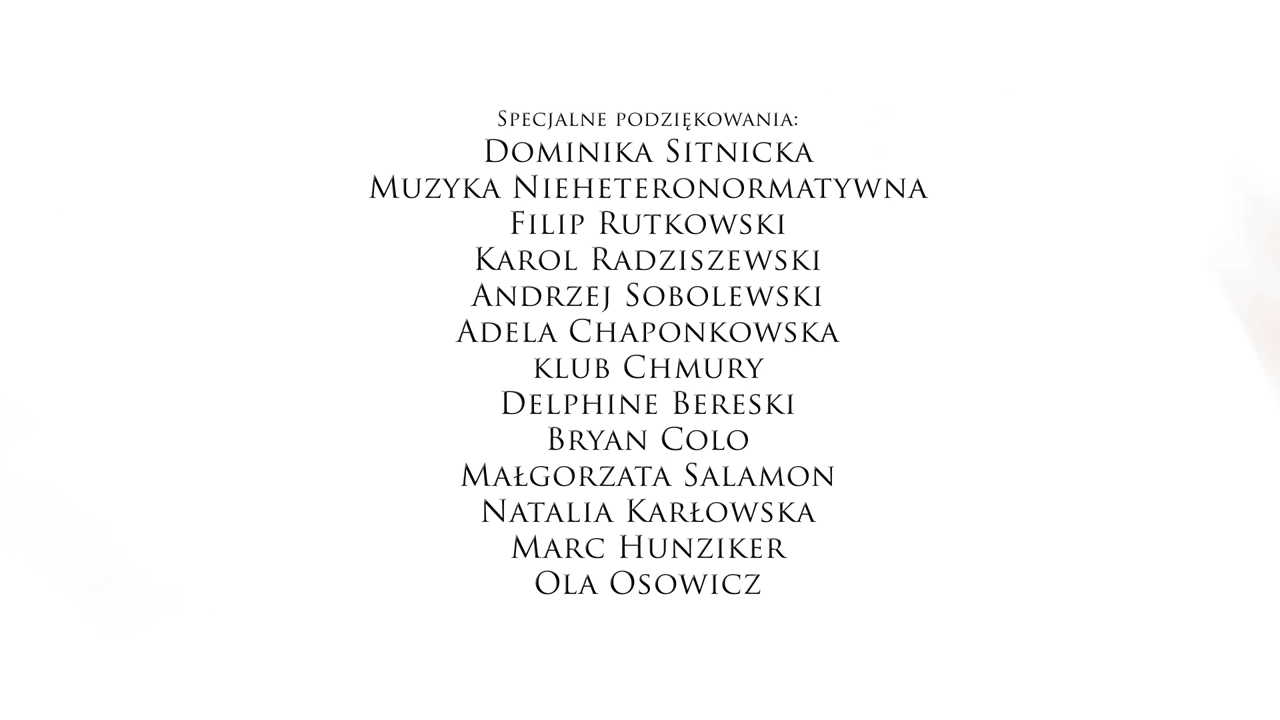 Specjalne podziękowania:
Dominika Sitnicka
Muzyka Nieheteronormatywna
Filip Rutkowski
Karol Radziszewski
Andrzej Sobolewski
Adela Chaponkowska
klub Chmury
Delphine Bereski
Bryan Colo
Małgorzata Salamon
Natalia Karłowska
Marc Hunziker
Ola Osowicz